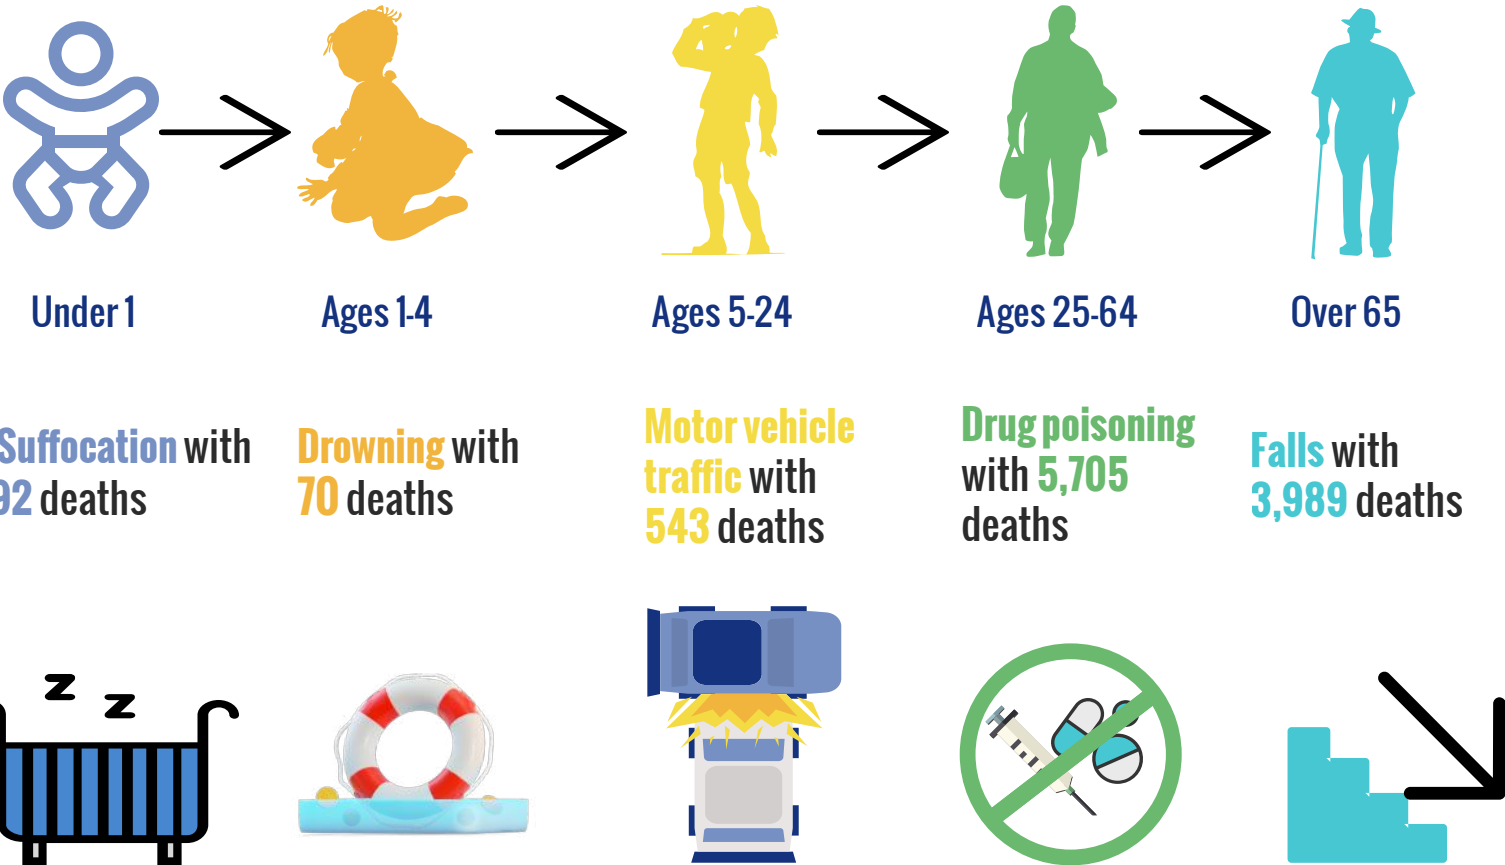 Under 1
Ages 1-4
Ages 5-24
Ages 25-64
Over 65
Suffocation with
92 deaths
Drowning with
70 deaths
Motor vehicle
traffic with
543 deaths
Drug poisoning
with 5,705
deaths
Falls with
3,989 deaths
z z